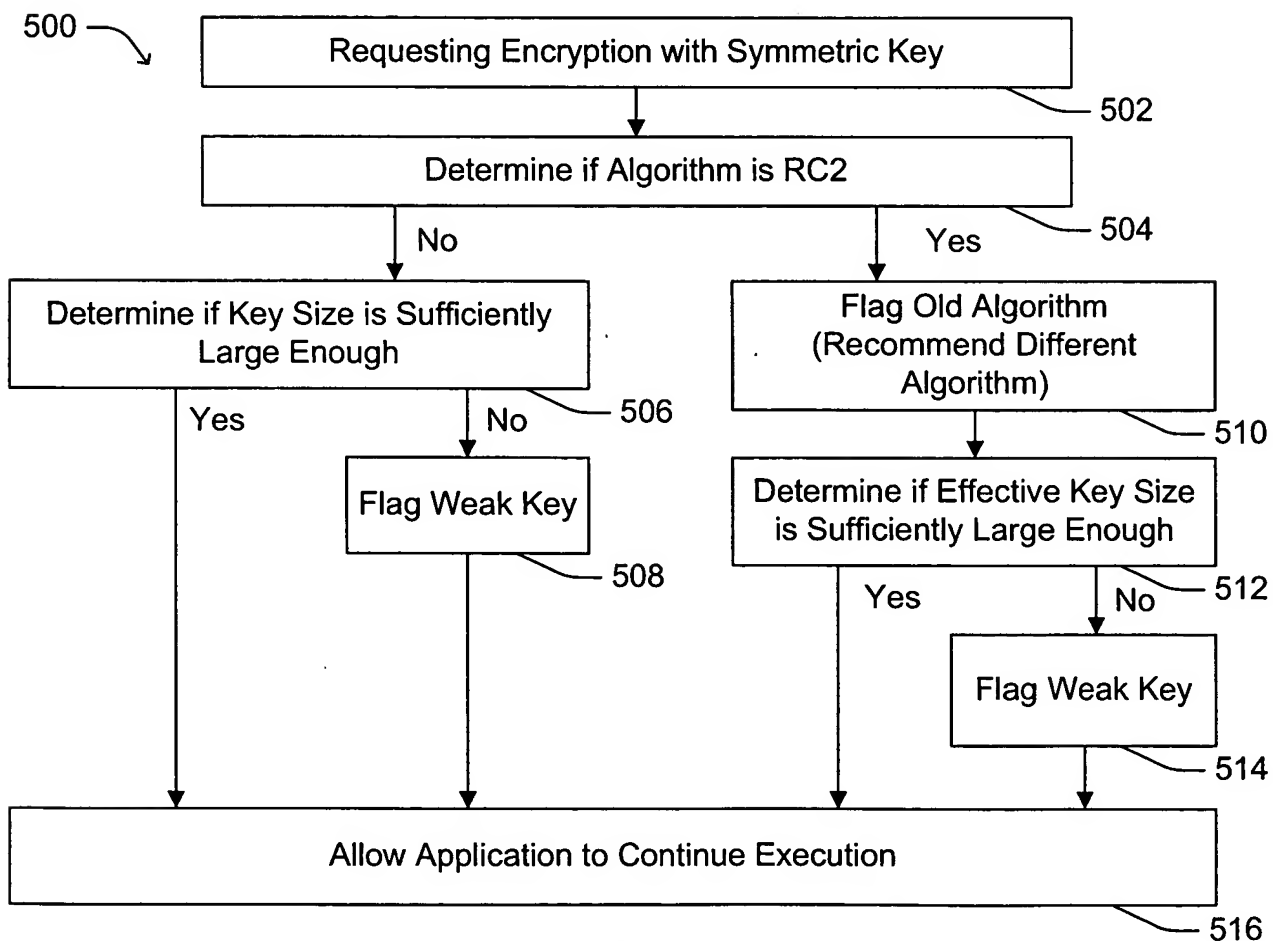 500
Requesting Encryption with Symmetric Key
502
Determine if Algorithm is RC2
504
No
Yes
Determine if Key Size is Sufficiently
Large Enough
506
Flag Old Algorithm
(Recommend Different
Algorithm)
510
Yes
No
Flag Weak Key
508
Determine if Effective Key Size
is Sufficiently Large Enough
512
Yes
No
Flag Weak Key
514
Allow Application to Continue Execution
516